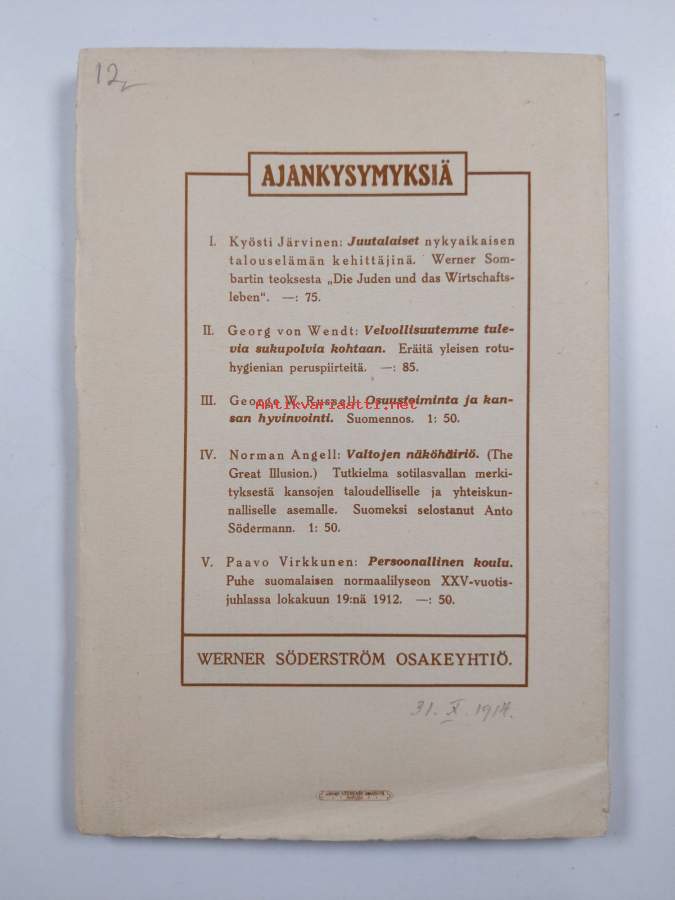 12,
AJANKYSYMYKSIÄ
I. Kyösti Järvinen: Juutalaiset nykyaikaisen
talouselämän kehittäjinä. Werner Som-
bartin teoksesta „Die Juden und das Wirtschafts-
leben“. —: 75.
II. Georg von Wendt: Velvollisuutemme tule-
via sukupolvia kohtaan. Eräitä yleisen rotu-
hygienian peruspiirteitä. —: 85.
III. George W. Russell: Osuustoiminta ja kan-
Antikvariaatti.net
san hyvinvointi. Suomennos. 1: 50.
IV. Norman Angell: Valtojen näköhäiriö. (The
Great Illusion.) Tutkielma sotilasvallan merki-
tyksestä kansojen taloudelliselle ja yhteiskun-
nalliselle asemalle. Suomeksi selostanut Anto
Södermann. 1: 50.
V. Paavo Virkkunen: Persoonallinen koulu.
Puhe suomalaisen normaalilyseon XXV-vuotis-
juhlassa lokakuun 19:nä 1912. —: 50.
WERNER SÖDERSTRÖM OSAKEYHTIÖ.
31. X. 1914.